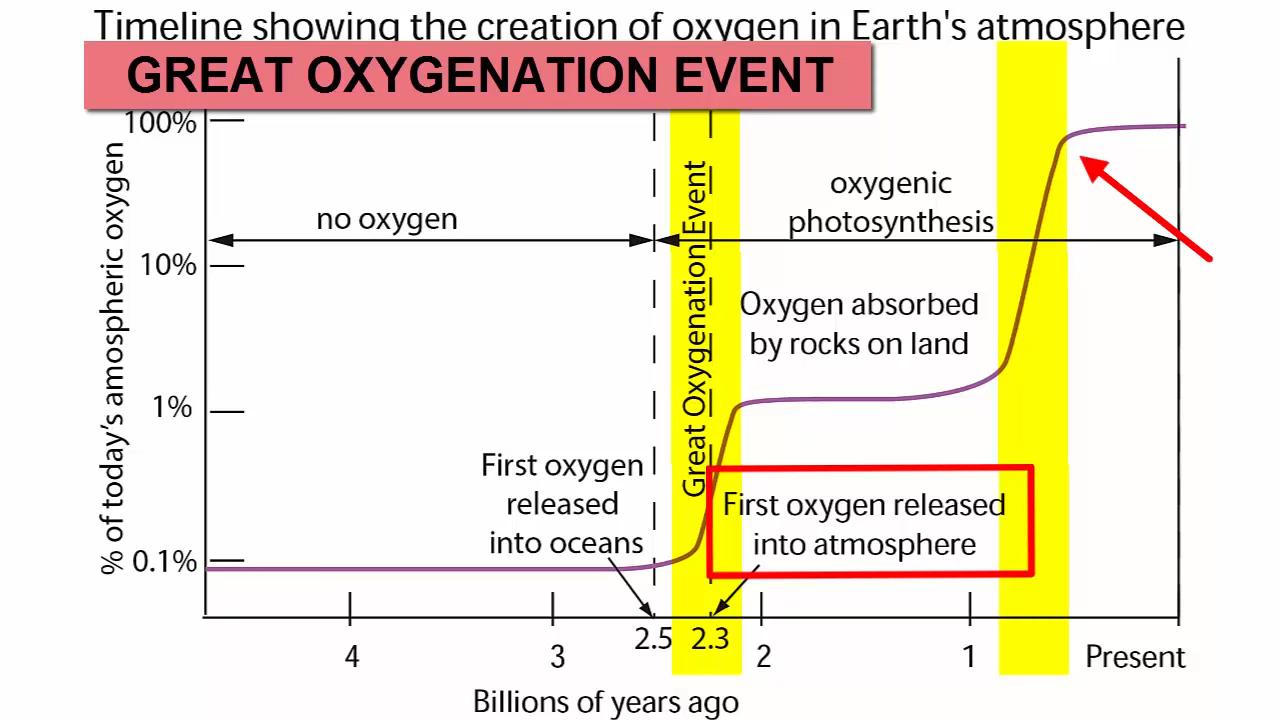 Timeline showing the creation of oxygen in Earth's atmosphere
GREAT OXYGENATION EVENT
% of today's amospheric oxygen
100%
10%
1%
0.1%
no oxygen
Great Oxygenation Event
oxygenic
photosynthesis
Oxygen absorbed
by rocks on land
First oxygen
released
into oceans
First oxygen released
into atmosphere
4
3
2.5
2.3
2
1
Present
Billions of years ago